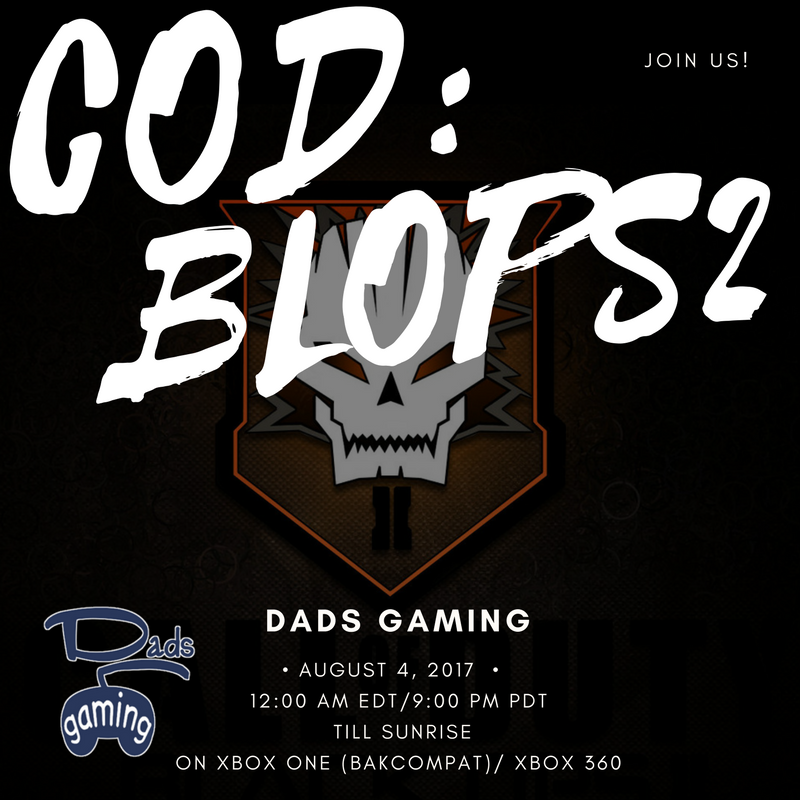 COD:
JOIN US!
BLOPS2
II
DADS GAMING
Dads
gaming
• AUGUST 4, 2017 •
12:00 AM EDT/9:00 PM PDT
TILL SUNRISE
ON XBOX ONE (BAKCOMPAT)/ XBOX 360